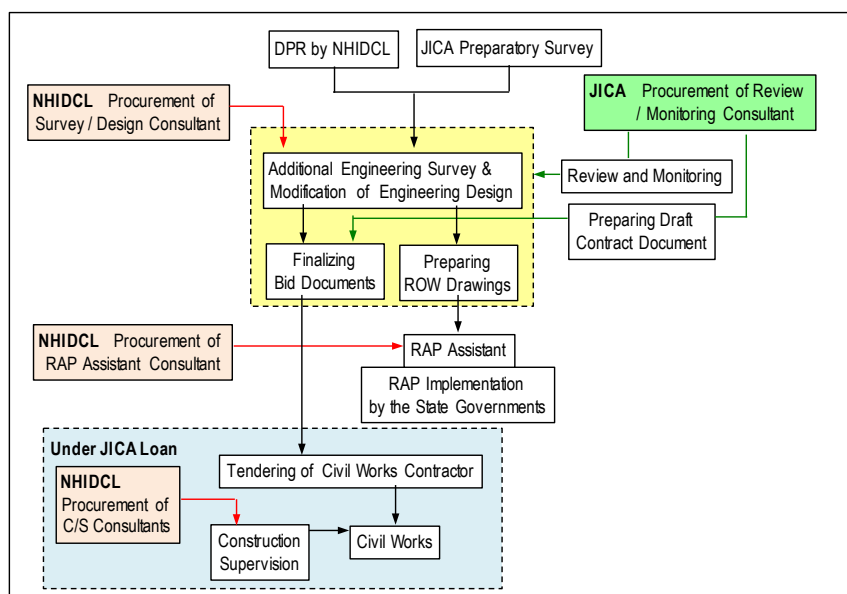 DPR by NHIDCL
JICA Preparatory Survey
NHIDCL Procurement of
Survey / Design Consultant
JICA Procurement of Review
/ Monitoring Consultant
Additional Engineering Survey &
Modification of Engineering Design
Review and Monitoring
Preparing Draft
Contract Document
Finalizing
Bid Documents
Preparing
ROW Drawings
NHIDCL Procurement of
RAP Assistant Consultant
RAP Assistant
RAP Implementation
by the State Governments
Under JICA Loan
Tendering of Civil Works Contractor
NHIDCL
Procurement of
C/S Consultants
Construction
Supervision
Civil Works